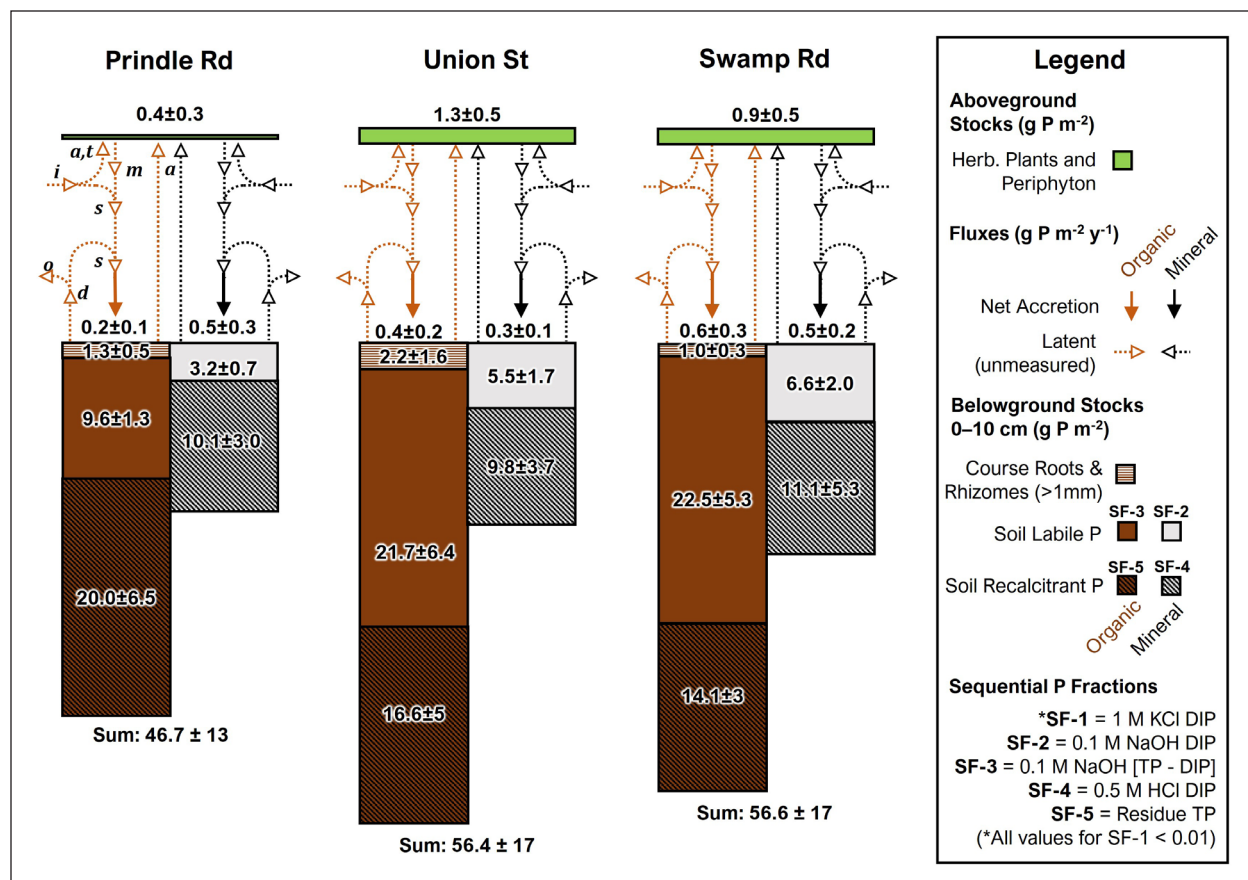 Prindle Rd
0.4±0.3
a,t
i
m
a
s
o
s
d
0.2±0.1
0.5±0.3
1.3±0.5
3.2±0.7
9.6±1.3
10.1±3.0
20.0±6.5
Sum: 46.7 ± 13
Union St
1.3±0.5
0.4±0.2
0.3±0.1
2.2±1.6
5.5±1.7
9.8±3.7
21.7±6.4
16.6±5
Sum: 56.4 ± 17
Swamp Rd
0.9±0.5
0.6±0.3
0.5±0.2
1.0±0.3
6.6±2.0
22.5±5.3
11.1±5.3
14.1±3
Sum: 56.6 ± 17
Legend
Aboveground
Stocks (g P m-2)
Herb. Plants and
Periphyton
Fluxes (g P m-2 y-1)
Organic
Mineral
Net Accretion
Latent
(unmeasured)
Belowground Stocks
0–10 cm (g P m-2)
Course Roots &
Rhizomes (>1mm)
SF-3 SF-2
Soil Labile P
SF-5 SF-4
Soil Recalcitrant P
Organic
Mineral
Sequential P Fractions
*SF-1 = 1 M KCl DIP
SF-2 = 0.1 M NaOH DIP
SF-3 = 0.1 M NaOH [TP - DIP]
SF-4 = 0.5 M HCl DIP
SF-5 = Residue TP
(*All values for SF-1 < 0.01)